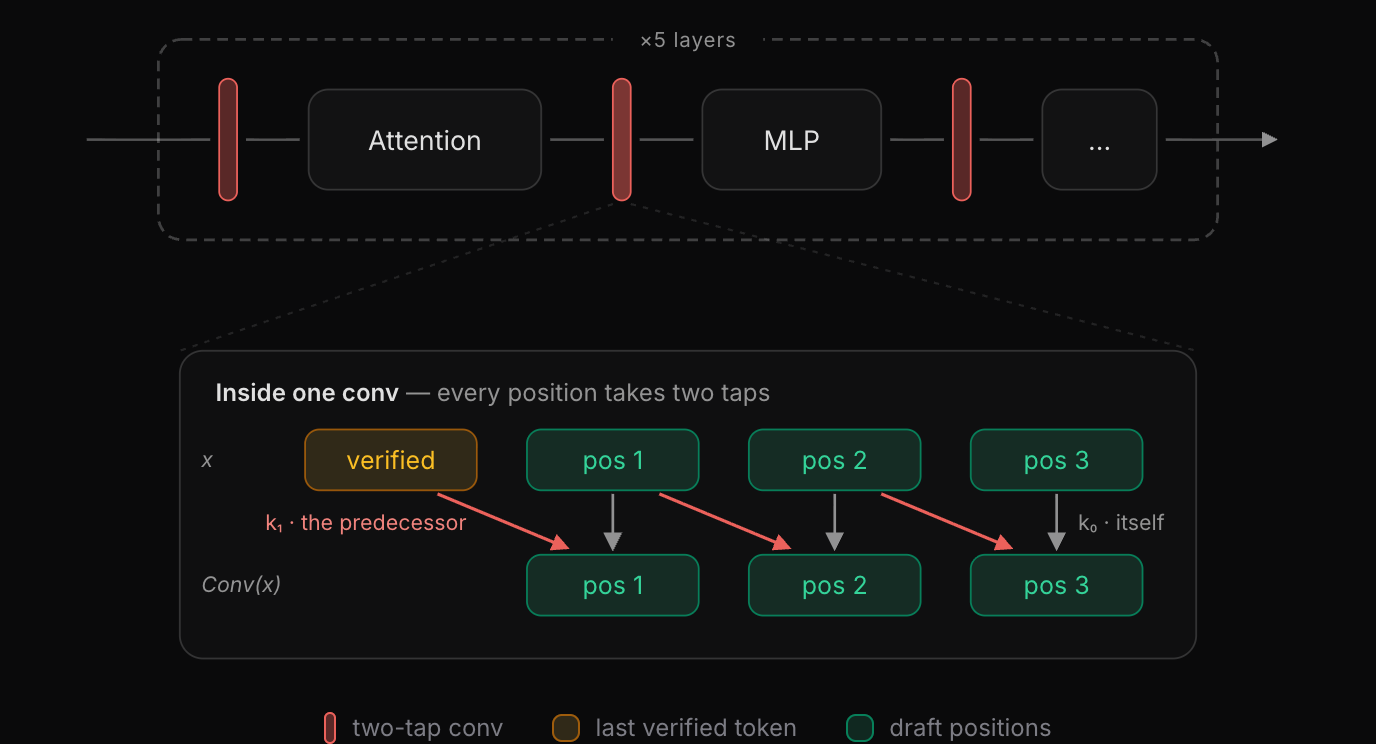 ×5 layers
Attention
MLP
...
Inside one conv — every position takes two taps
x
verified
pos 1
pos 2
pos 3
k₁ · the predecessor
k₀ · itself
Conv(x)
pos 1
pos 2
pos 3
two-tap conv
last verified token
draft positions